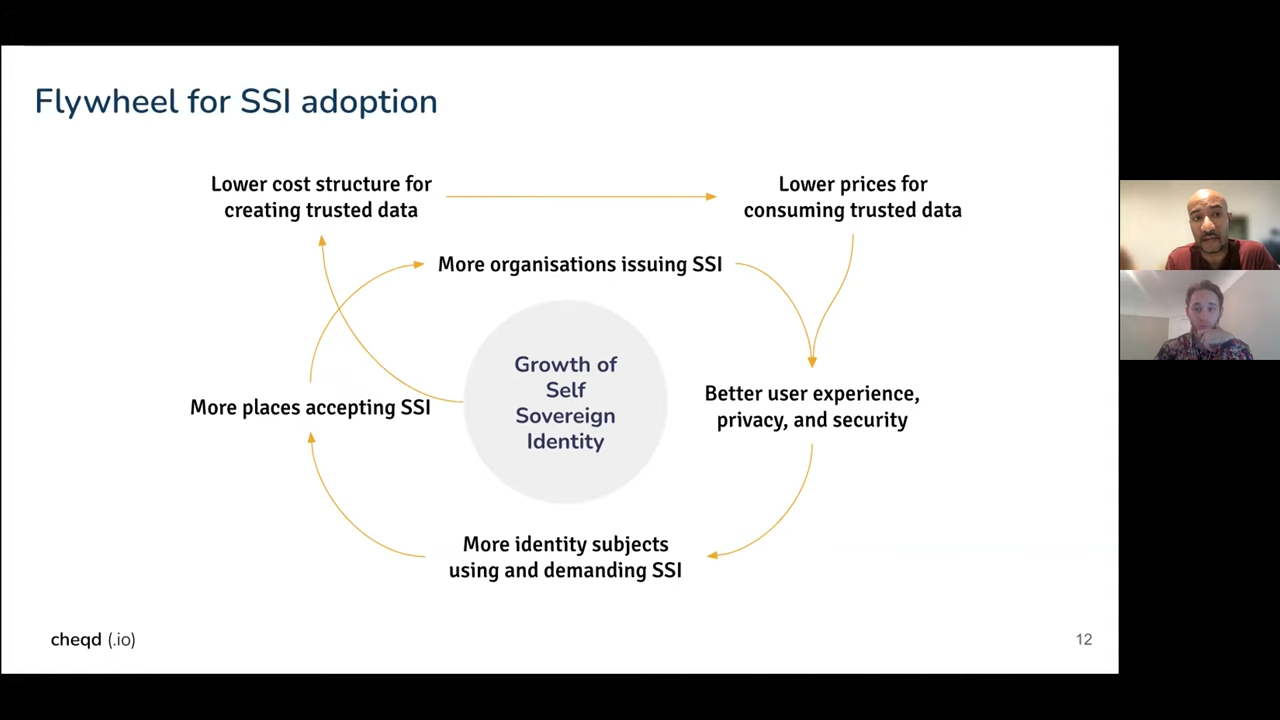 Flywheel for SSI adoption
Lower cost structure for
creating trusted data
Lower prices for
consuming trusted data
More organisations issuing SSI
Growth of
Self
Sovereign
Identity
Better user experience,
privacy, and security
More places accepting SSI
More identity subjects
using and demanding SSI
cheqd (.io)
12